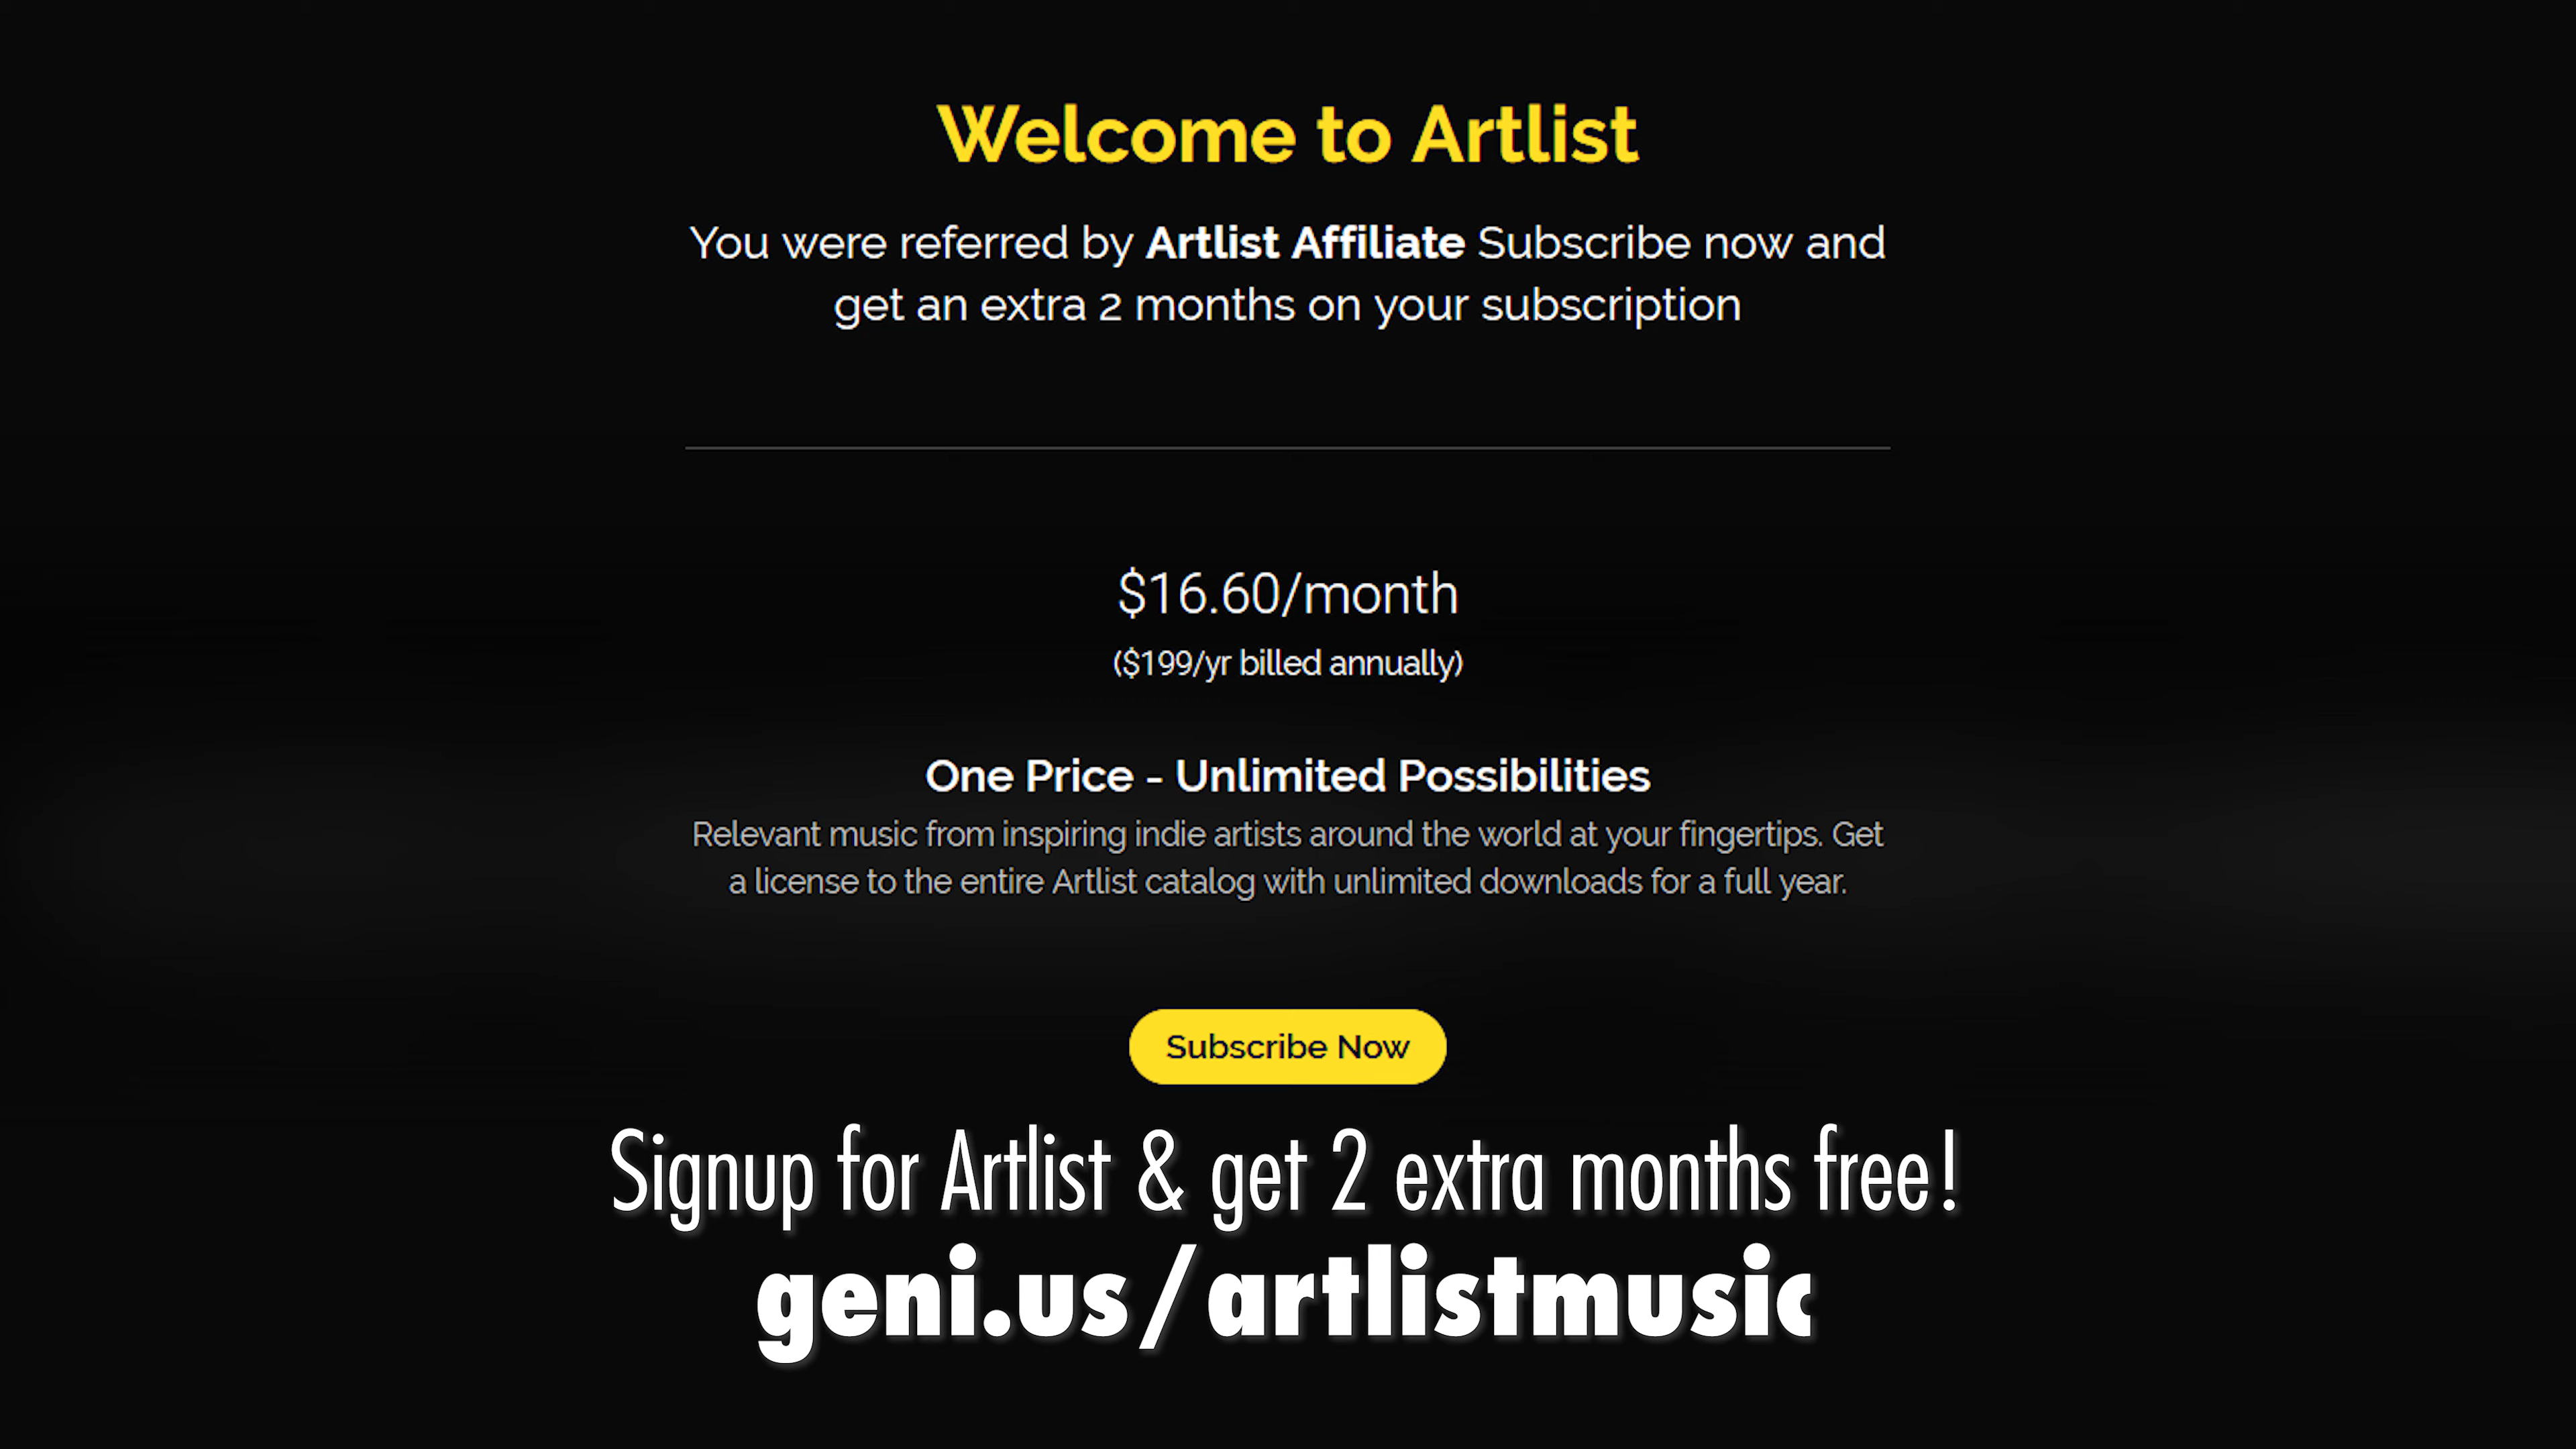 Welcome to Artlist
You were referred by Artlist Affiliate Subscribe now and
get an extra 2 months on your subscription
$16.60/month
($199/yr billed annually)
One Price - Unlimited Possibilities
Relevant music from inspiring indie artists around the world at your fingertips. Get
a license to the entire Artlist catalog with unlimited downloads for a full year.
Subscribe Now
Signup for Artlist & get 2 extra months free!
geni.us/artlistmusic